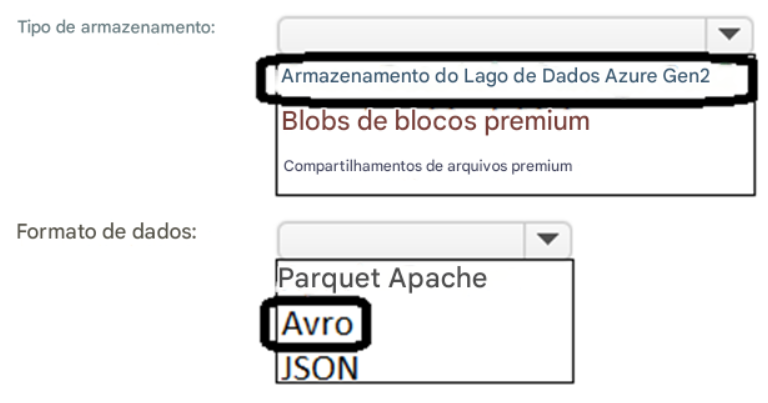 Tipo de armazenamento:
Armazenamento do Lago de Dados Azure Gen2
Blobs de blocos premium
Compartilhamentos de arquivos premium
Formato de dados:
Parquet Apache
Avro
JSON